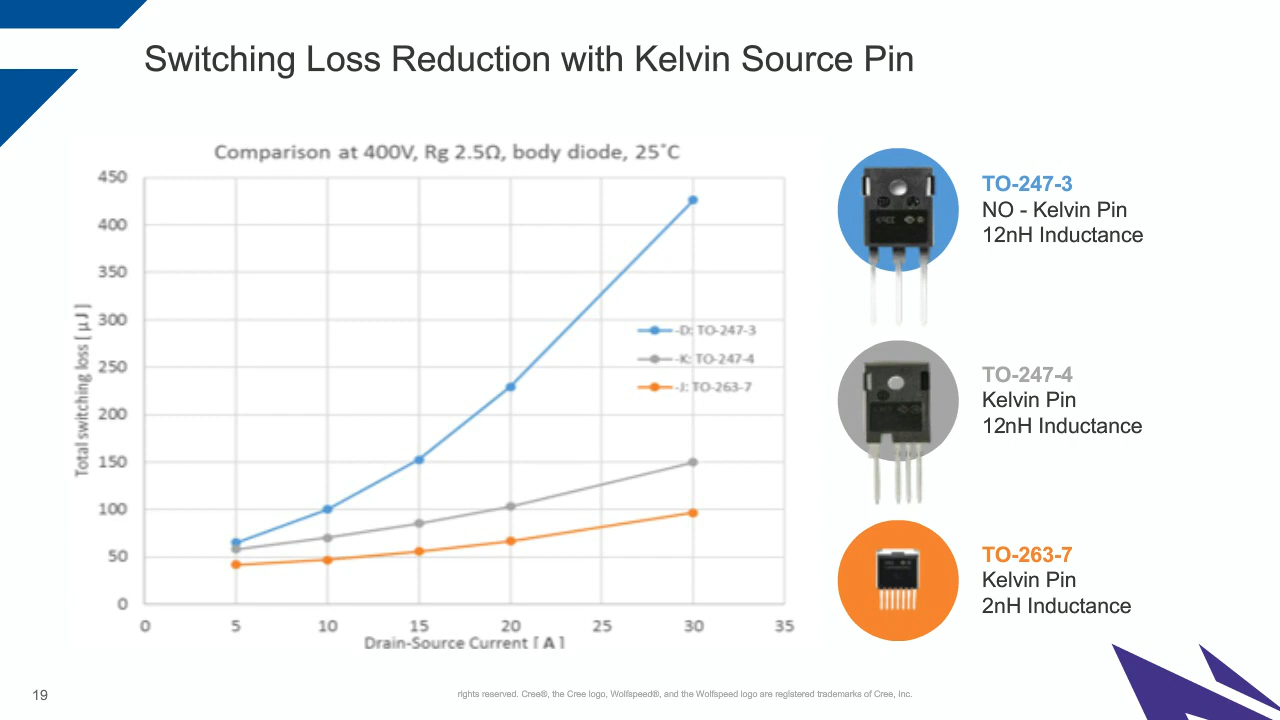 Switching Loss Reduction with Kelvin Source Pin
Comparison at 400V, Rg 2.5Ω, body diode, 25˚C
450
400
350
300
250
200
150
100
50
0
Total switching loss [ µJ ]
0 5 10 15 20 25 30 35
Drain-Source Current [ A ]
-D: TO-247-3
-K: TO-247-4
-J: TO-263-7
TO-247-3
NO - Kelvin Pin
12nH Inductance
TO-247-4
Kelvin Pin
12nH Inductance
TO-263-7
Kelvin Pin
2nH Inductance
19
rights reserved. Cree®, the Cree logo, Wolfspeed®, and the Wolfspeed logo are registered trademarks of Cree, Inc.